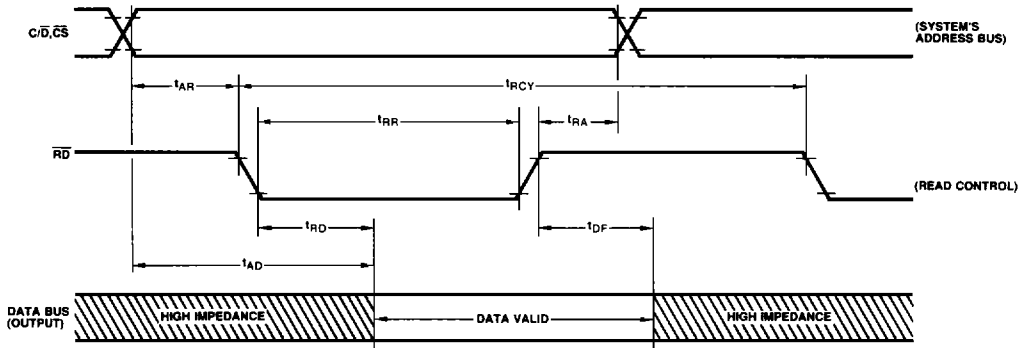 C/D̅,C̅S̅
(SYSTEM'S
ADDRESS BUS)
tAR
tRCY
tRR
tRA
R̅D̅
(READ CONTROL)
tRD
tDF
tAD
DATA BUS
(OUTPUT)
HIGH IMPEDANCE
DATA VALID
HIGH IMPEDANCE